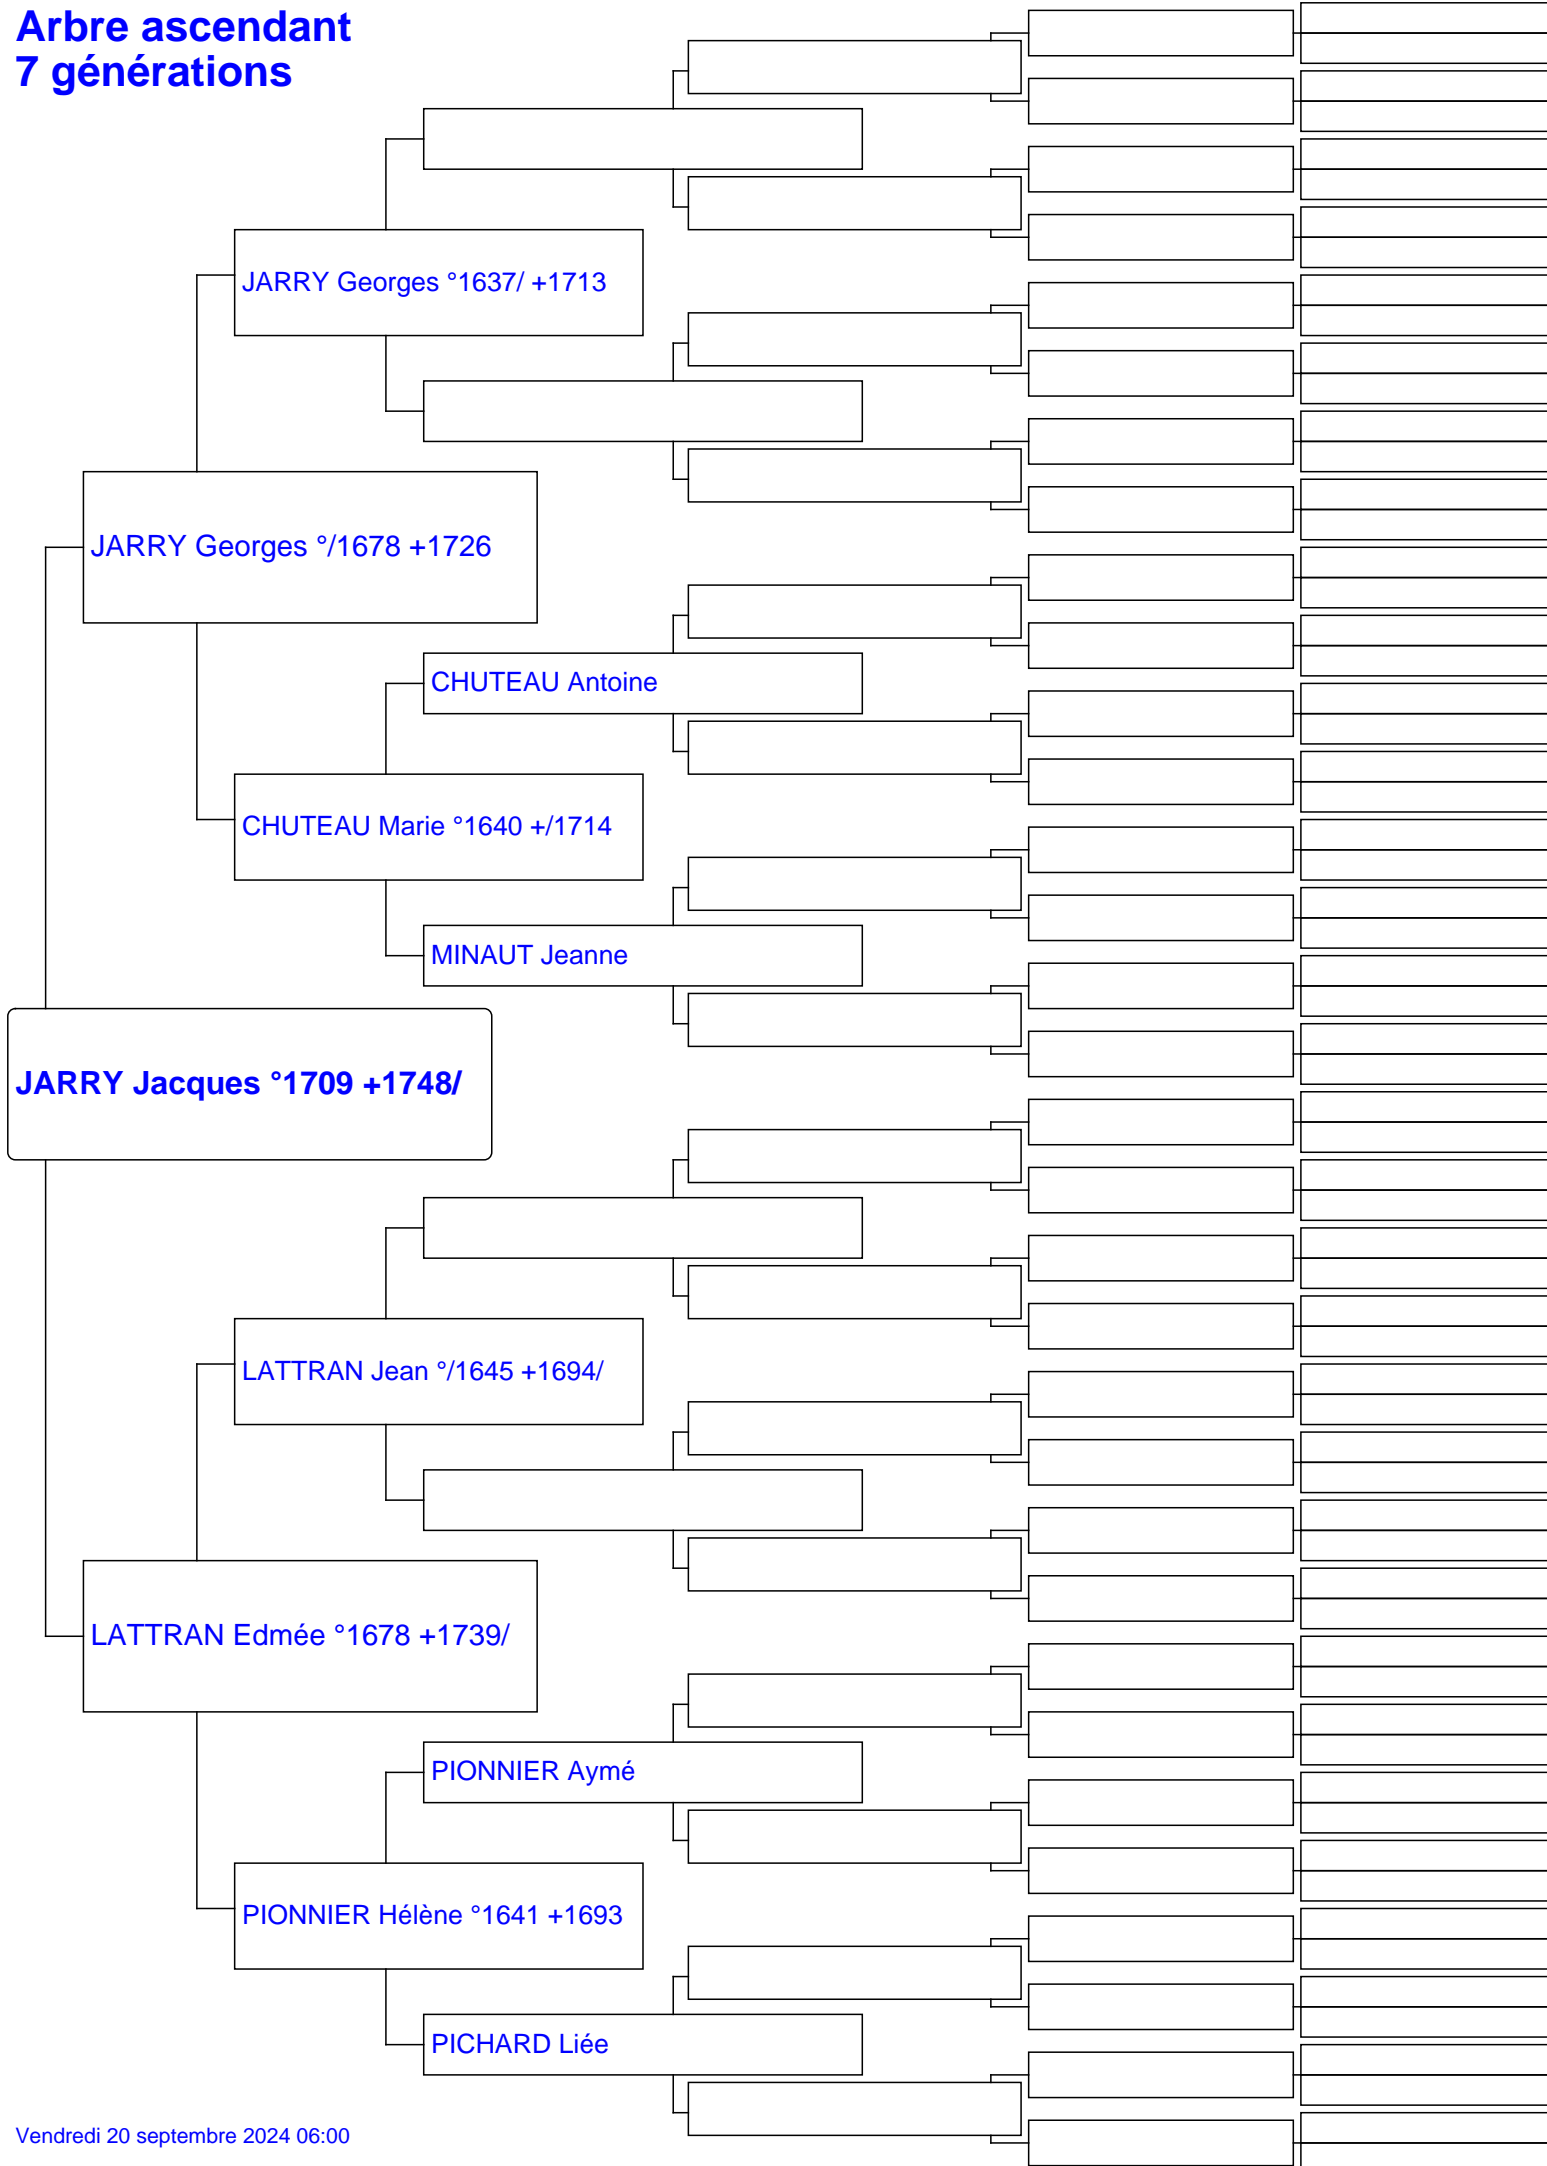 Arbre ascendant
7 générations
JARRY Georges °1637/ +1713
JARRY Georges °/1678 +1726
CHUTEAU Antoine
CHUTEAU Marie °1640 +/1714
MINAUT Jeanne
JARRY Jacques °1709 +1748/
LATTRAN Jean °/1645 +1694/
LATTRAN Edmée °1678 +1739/
PIONNIER Aymé
PIONNIER Hélène °1641 +1693
PICHARD Liée
Vendredi 20 septembre 2024 06:00